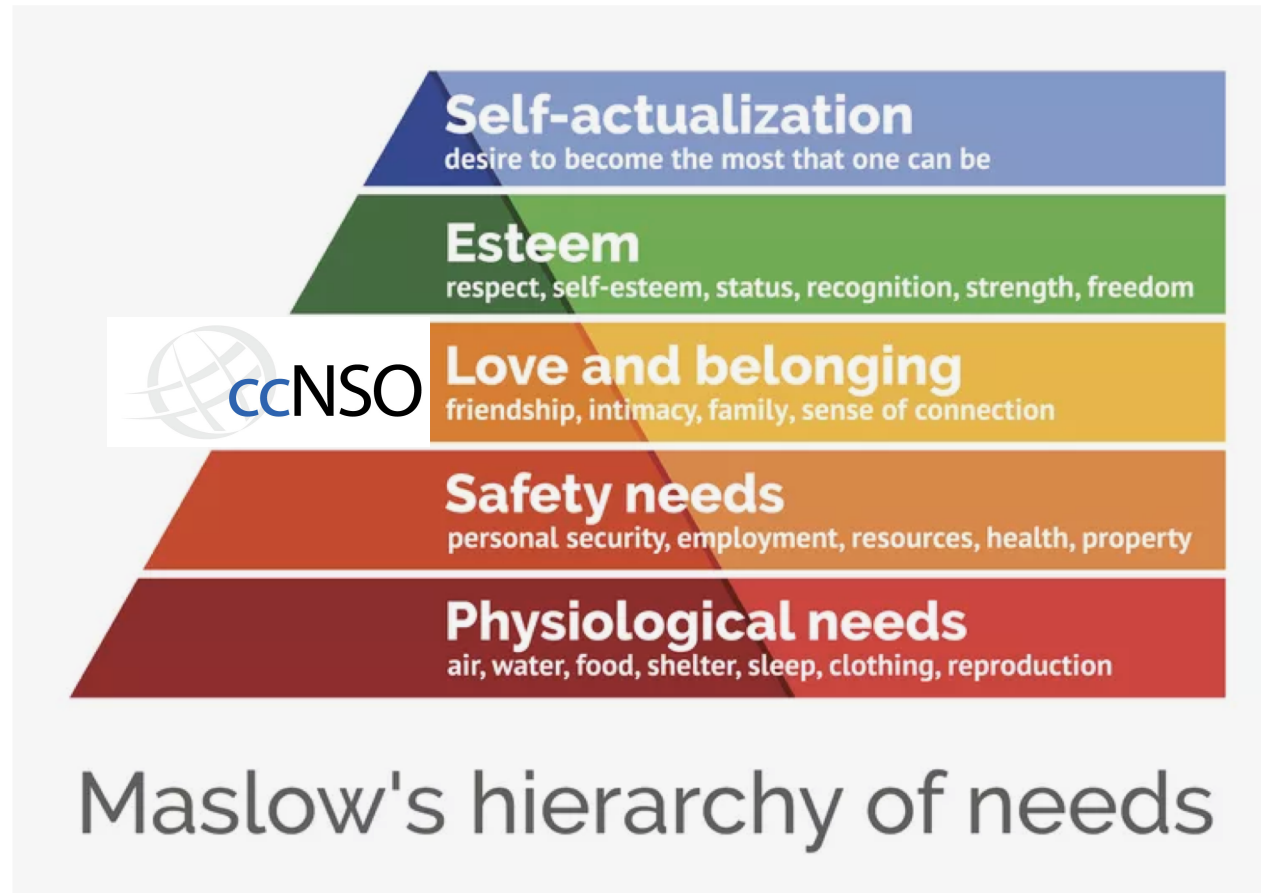 Self-actualization
desire to become the most that one can be
Esteem
respect, self-esteem, status, recognition, strength, freedom
ccNSO
Love and belonging
friendship, intimacy, family, sense of connection
Safety needs
personal security, employment, resources, health, property
Physiological needs
air, water, food, shelter, sleep, clothing, reproduction
Maslow's hierarchy of needs